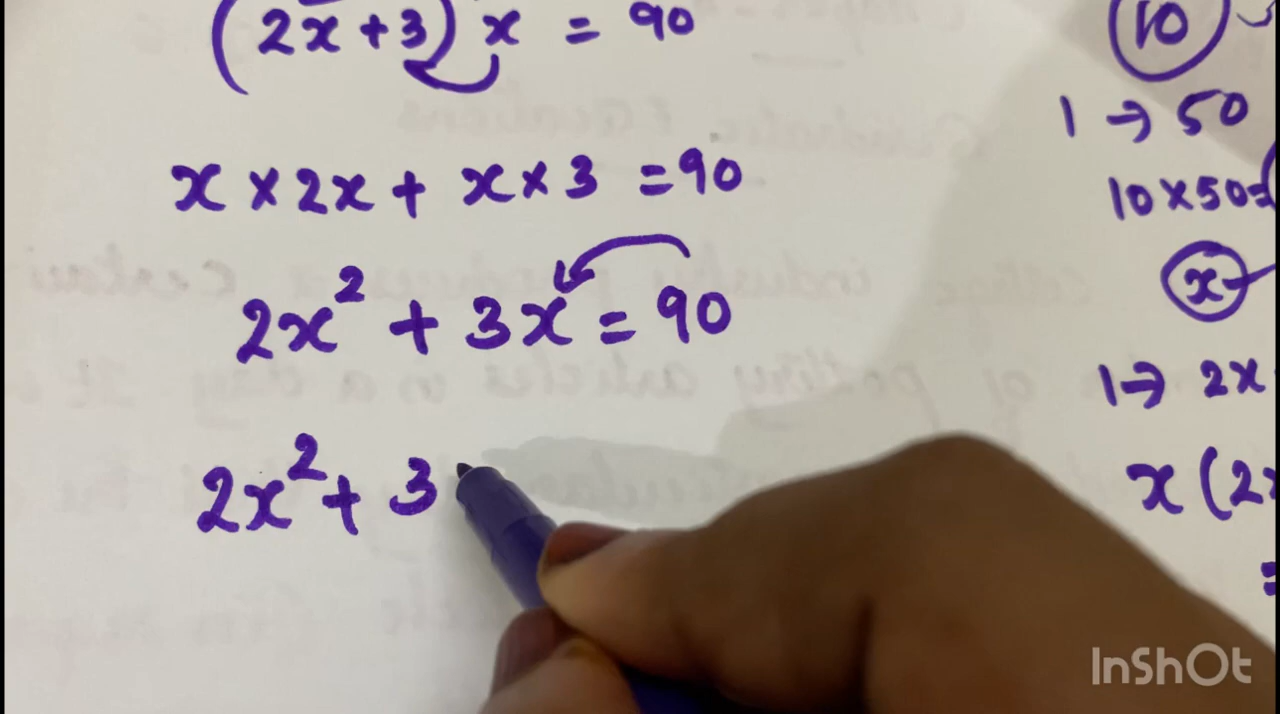 (2x+3) x = 90
x × 2x + x × 3 = 90
2x² + 3x = 90
2x² + 3
10
1 → 50
10×50=
x
1→ 2x
x(2x
=
InShOt